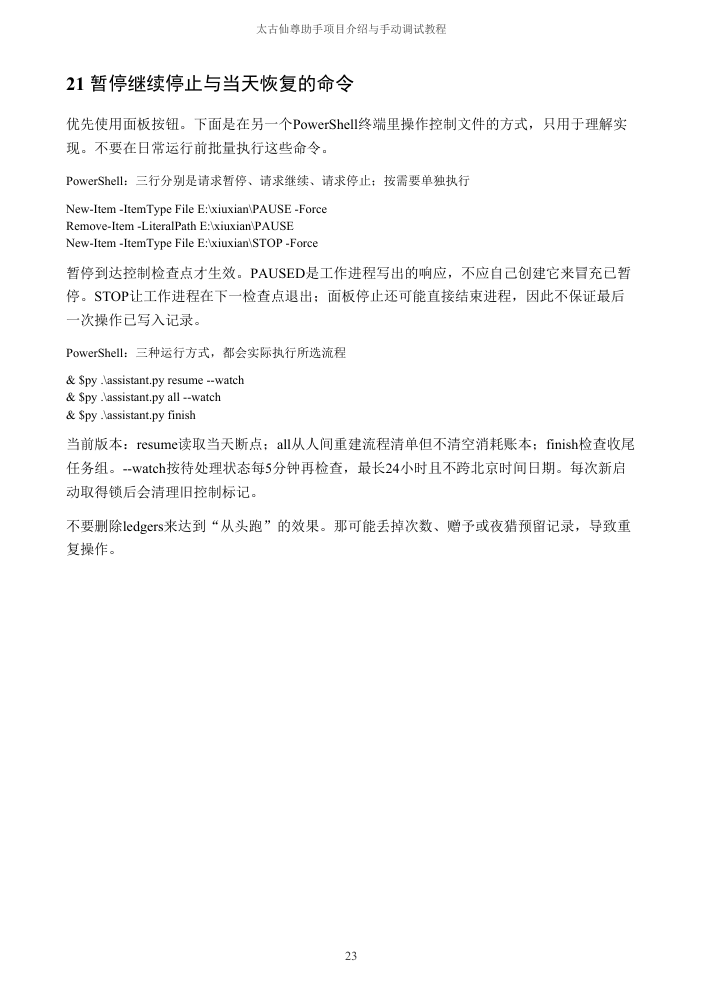 太古仙尊助手项目介绍与手动调试教程
21 暂停继续停止与当天恢复的命令
优先使用面板按钮。下面是在另一个PowerShell终端里操作控制文件的方式，只用于理解实
现。不要在日常运行前批量执行这些命令。
PowerShell：三行分别是请求暂停、请求继续、请求停止；按需要单独执行
New-Item -ItemType File E:\xiuxian\PAUSE -Force
Remove-Item -LiteralPath E:\xiuxian\PAUSE
New-Item -ItemType File E:\xiuxian\STOP -Force
暂停到达控制检查点才生效。PAUSED是工作进程写出的响应，不应自己创建它来冒充已暂
停。STOP让工作进程在下一检查点退出；面板停止还可能直接结束进程，因此不保证最后
一次操作已写入记录。
PowerShell：三种运行方式，都会实际执行所选流程
& $py .\assistant.py resume --watch
& $py .\assistant.py all --watch
& $py .\assistant.py finish
当前版本：resume读取当天断点；all从人间重建流程清单但不清空消耗账本；finish检查收尾
任务组。--watch按待处理状态每5分钟再检查，最长24小时且不跨北京时间日期。每次新启
动取得锁后会清理旧控制标记。
不要删除ledgers来达到“从头跑”的效果。那可能丢掉次数、赠予或夜猎预留记录，导致重
复操作。
23